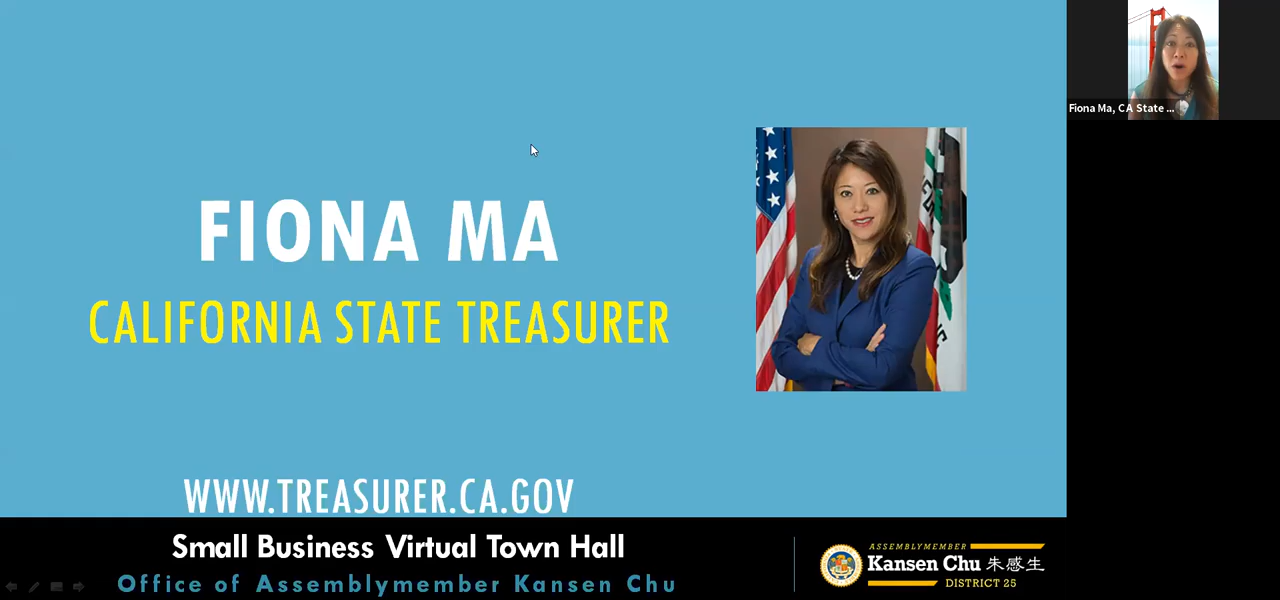 FIONA MA
CALIFORNIA STATE TREASURER
WWW.TREASURER.CA.GOV
Fiona Ma, CA State ...
Small Business Virtual Town Hall
Office of Assemblymember Kansen Chu
ASSEMBLYMEMBER
Kansen Chu 朱感生
DISTRICT 25